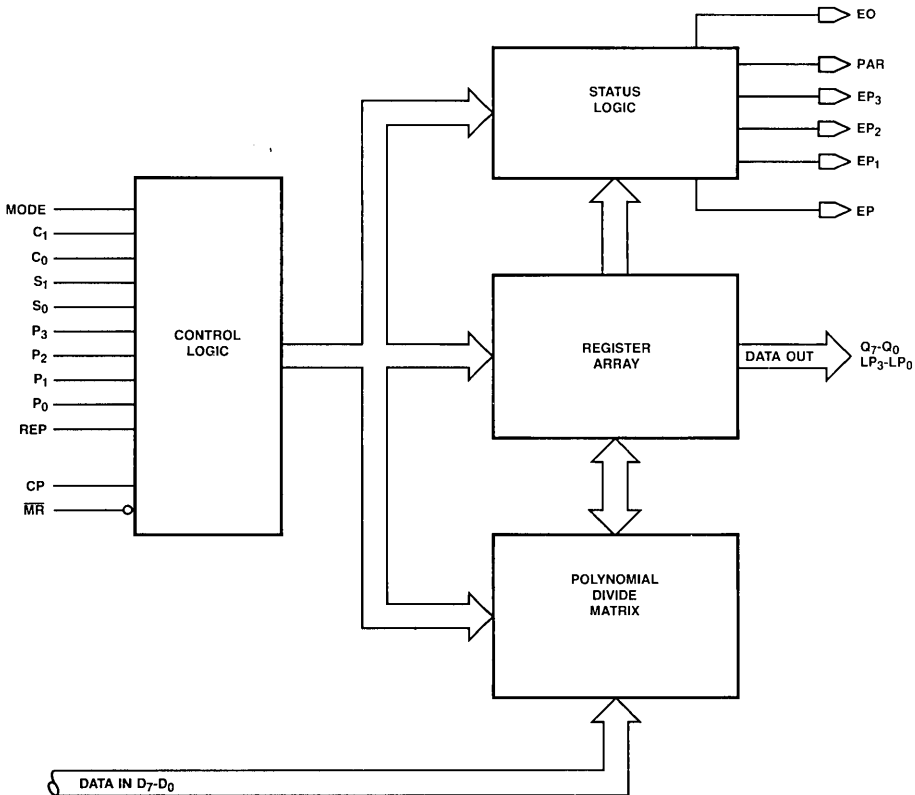 EO
PAR
EP3
EP2
EP1
EP
STATUS
LOGIC
MODE
C1
C0
S1
S0
P3
P2
P1
P0
REP
CP
MR
CONTROL
LOGIC
REGISTER
ARRAY
DATA OUT
Q7-Q0
LP3-LP0
POLYNOMIAL
DIVIDE
MATRIX
DATA IN D7-D0